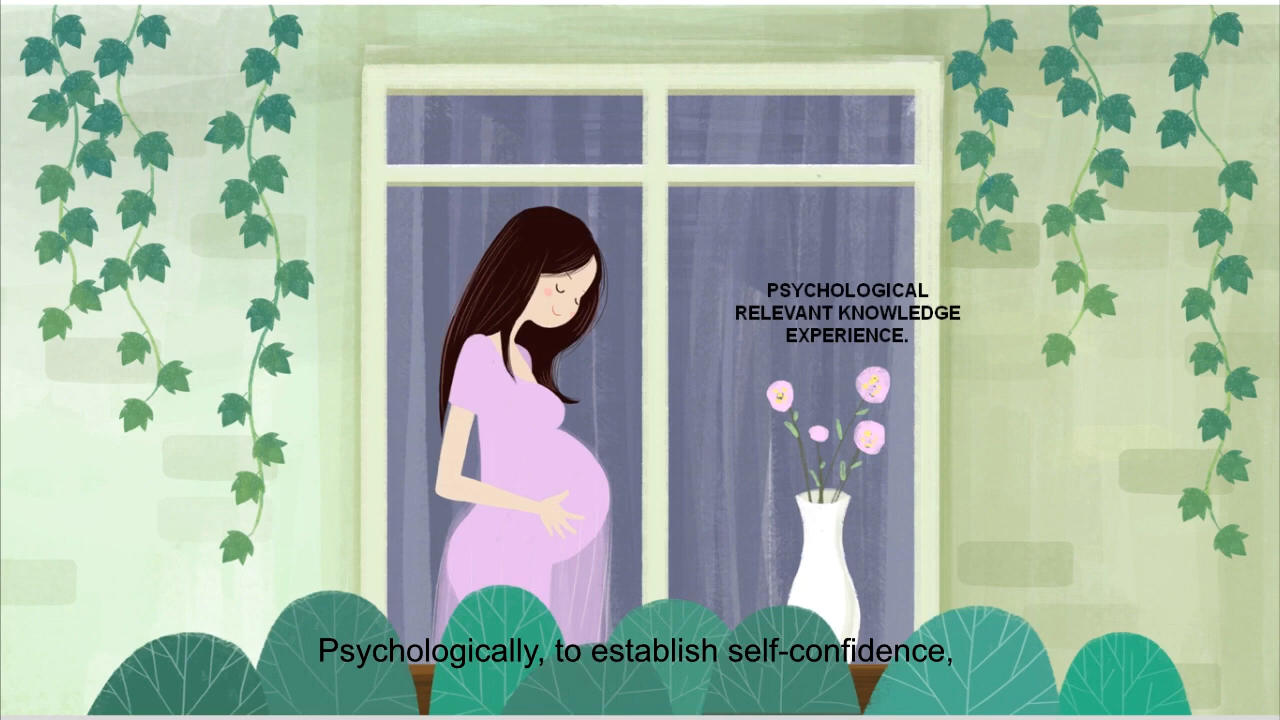 PSYCHOLOGICAL
RELEVANT KNOWLEDGE
EXPERIENCE.
Psychologically, to establish self-confidence,